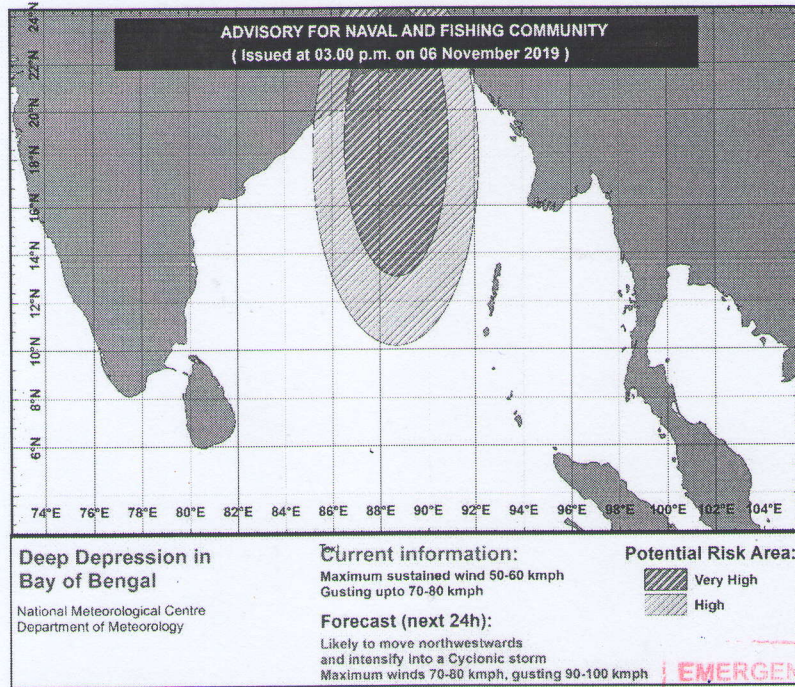 ADVISORY FOR NAVAL AND FISHING COMMUNITY
( Issued at 03.00 p.m. on 06 November 2019 )
24°N
22°N
20°N
18°N
16°N
14°N
12°N
10°N
8°N
6°N
74°E 76°E 78°E 80°E 82°E 84°E 86°E 88°E 90°E 92°E 94°E 96°E 98°E 100°E 102°E 104°E
Deep Depression in
Bay of Bengal
National Meteorological Centre
Department of Meteorology
Current information:
Maximum sustained wind 50-60 kmph
Gusting upto 70-80 kmph
Forecast (next 24h):
Likely to move northwestwards
and intensify into a Cyclonic storm
Maximum winds 70-80 kmph, gusting 90-100 kmph
Potential Risk Area:
Very High
High
EMERGEN